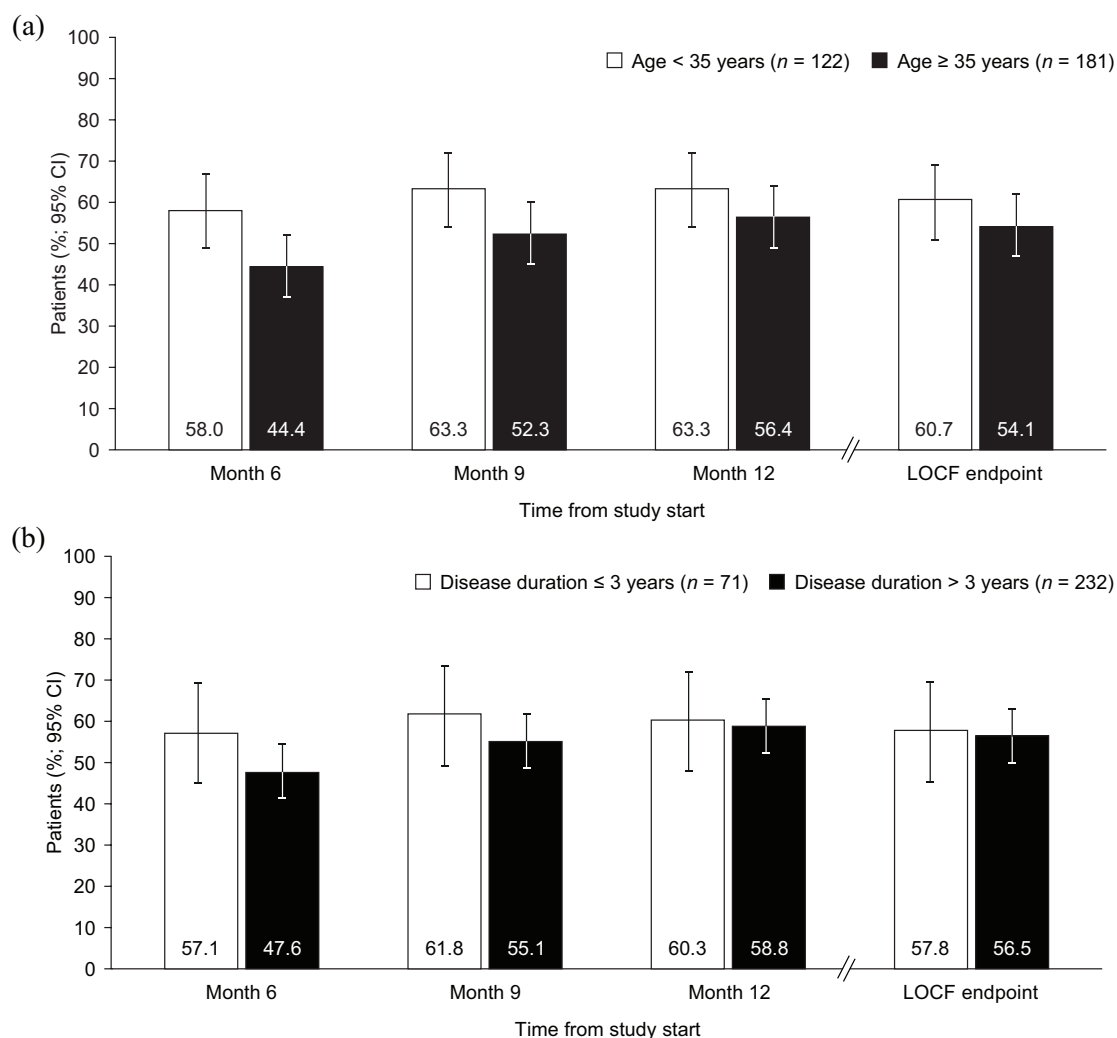 (a)
Age < 35 years (n = 122) Age ≥ 35 years (n = 181)
Patients (%; 95% CI)
100
90
80
70
60
50
40
30
20
10
0
58.0 44.4 63.3 52.3 63.3 56.4 60.7 54.1
Month 6 Month 9 Month 12 LOCF endpoint
Time from study start
(b)
Disease duration ≤ 3 years (n = 71) Disease duration > 3 years (n = 232)
Patients (%; 95% CI)
100
90
80
70
60
50
40
30
20
10
0
57.1 47.6 61.8 55.1 60.3 58.8 57.8 56.5
Month 6 Month 9 Month 12 LOCF endpoint
Time from study start